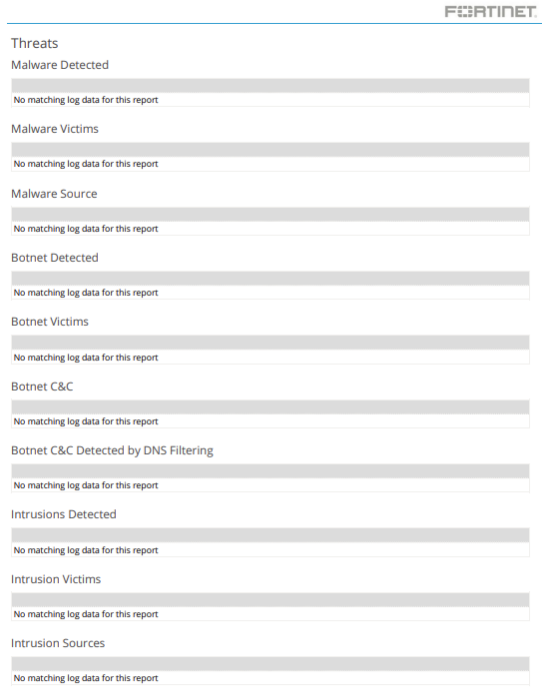 FORTINET
Threats
Malware Detected
No matching log data for this report
Malware Victims
No matching log data for this report
Malware Source
No matching log data for this report
Botnet Detected
No matching log data for this report
Botnet Victims
No matching log data for this report
Botnet C&C
No matching log data for this report
Botnet C&C Detected by DNS Filtering
No matching log data for this report
Intrusions Detected
No matching log data for this report
Intrusion Victims
No matching log data for this report
Intrusion Sources
No matching log data for this report